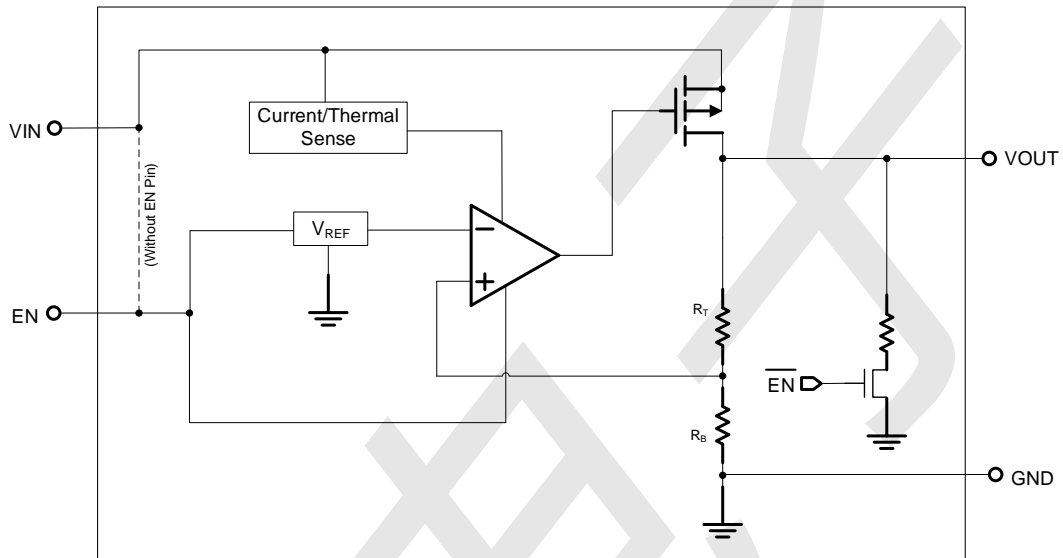 Current/Thermal
Sense
VIN
VOUT
(Without EN Pin)
VREF
−
+
EN
RT
EN
RB
GND